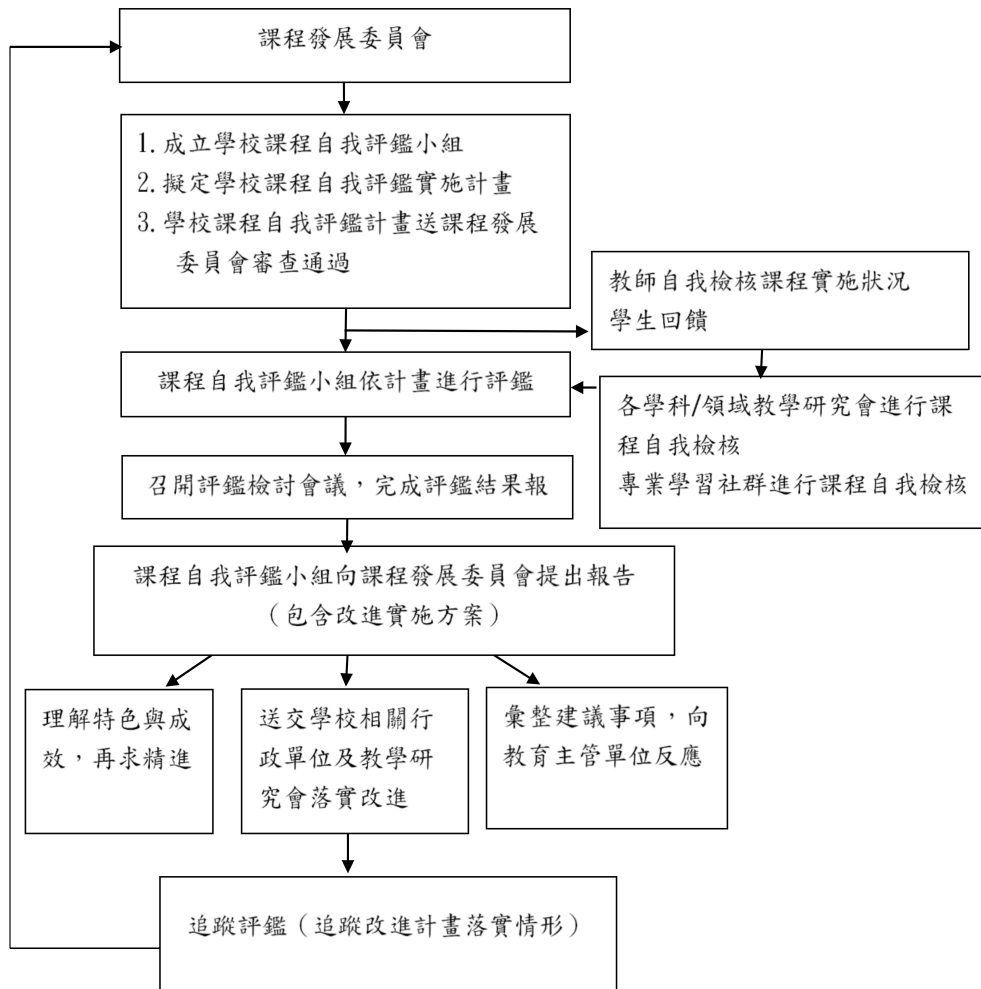 課程發展委員會
1.成立學校課程自我評鑑小組
2.擬定學校課程自我評鑑實施計畫
3.學校課程自我評鑑計畫送課程發展
委員會審查通過
教師自我檢核課程實施狀況
學生回饋
課程自我評鑑小組依計畫進行評鑑
各學科/領域教學研究會進行課
程自我檢核
專業學習社群進行課程自我檢核
召開評鑑檢討會議，完成評鑑結果報
課程自我評鑑小組向課程發展委員會提出報告
（包含改進實施方案）
理解特色與成
效，再求精進
送交學校相關行
政單位及教學研
究會落實改進
彙整建議事項，向
教育主管單位反應
追蹤評鑑（追蹤改進計畫落實情形）